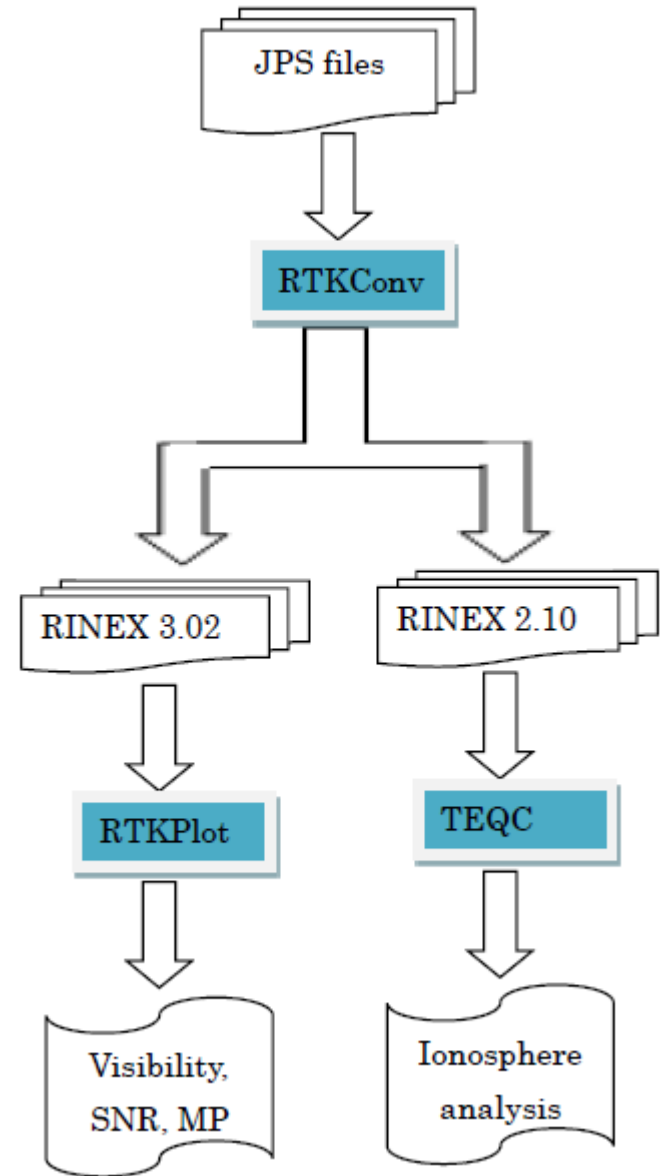 JPS files
RTKConv
RINEX 3.02
RINEX 2.10
RTKPlot
TEQC
Visibility,
SNR, MP
Ionosphere
analysis